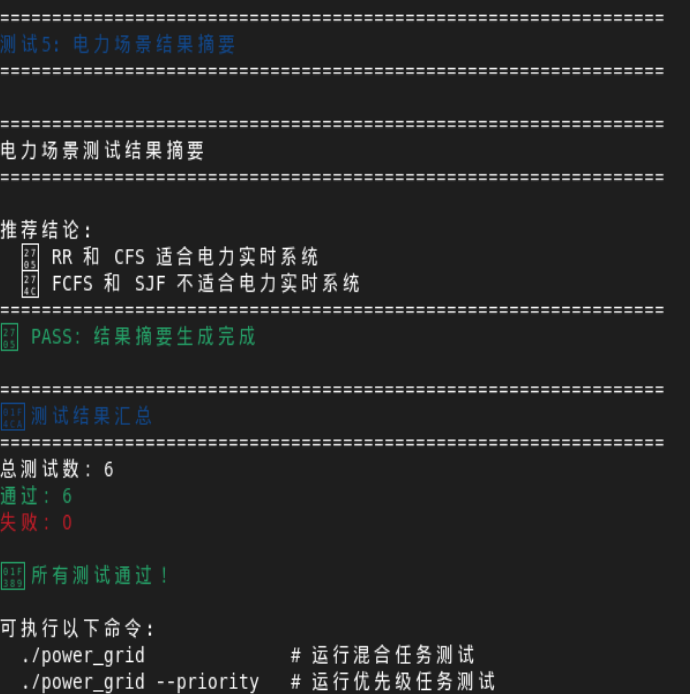 ================================================================
测试5: 电力场景结果摘要
================================================================
================================================================
电力场景测试结果摘要
================================================================
推荐结论:
RR 和 CFS 适合电力实时系统
FCFS 和 SJF 不适合电力实时系统
================================================================
PASS: 结果摘要生成完成
================================================================
测试结果汇总
================================================================
总测试数: 6
通过: 6
失败: 0
所有测试通过！
可执行以下命令:
./power_grid # 运行混合任务测试
./power_grid --priority # 运行优先级任务测试